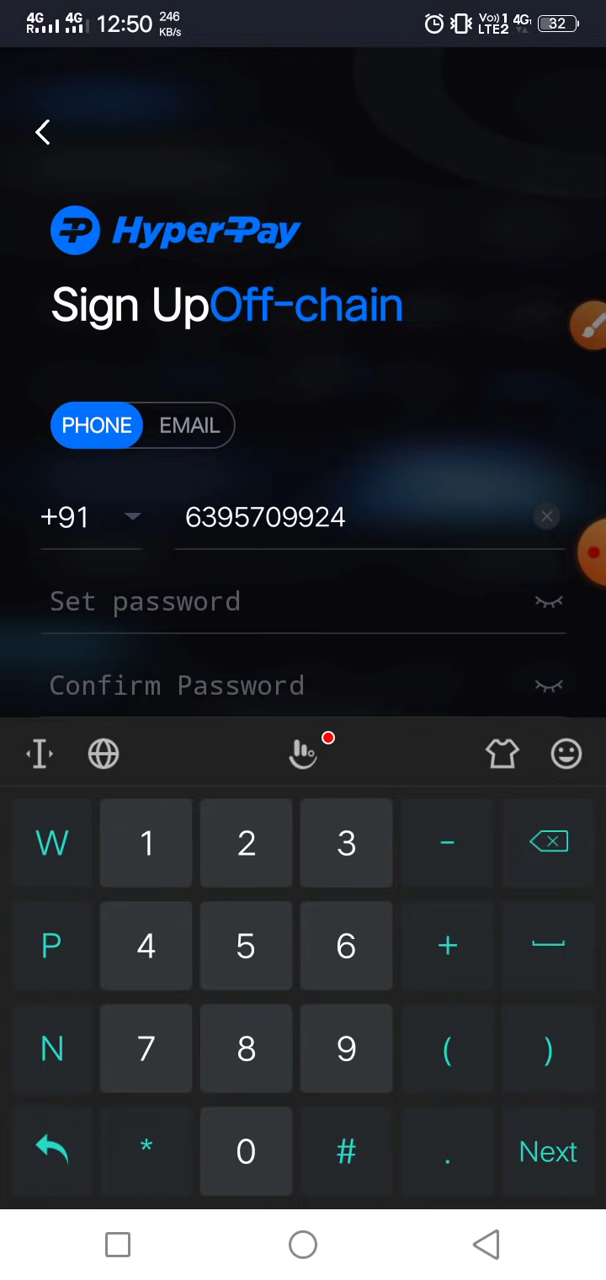 4G 4G 12:50 246 Vo)) 1 4G
R KB/s LTE2 32
HyperPay
Sign UpOff-chain
PHONE EMAIL
+91 6395709924
Set password
Confirm Password
W 1 2 3 -
P 4 5 6 +
N 7 8 9 ( )
* 0 # . Next